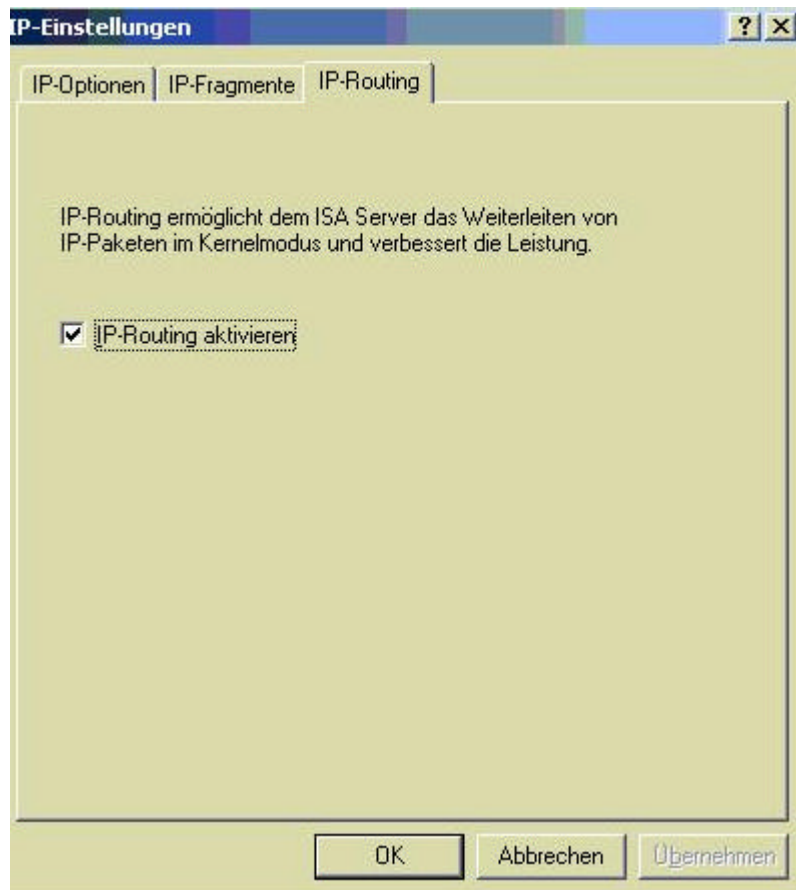 IP-Einstellungen
IP-Optionen
IP-Fragmente
IP-Routing
IP-Routing ermöglicht dem ISA Server das Weiterleiten von
IP-Paketen im Kernelmodus und verbessert die Leistung.
IP-Routing aktivieren
OK
Abbrechen
Übernehmen